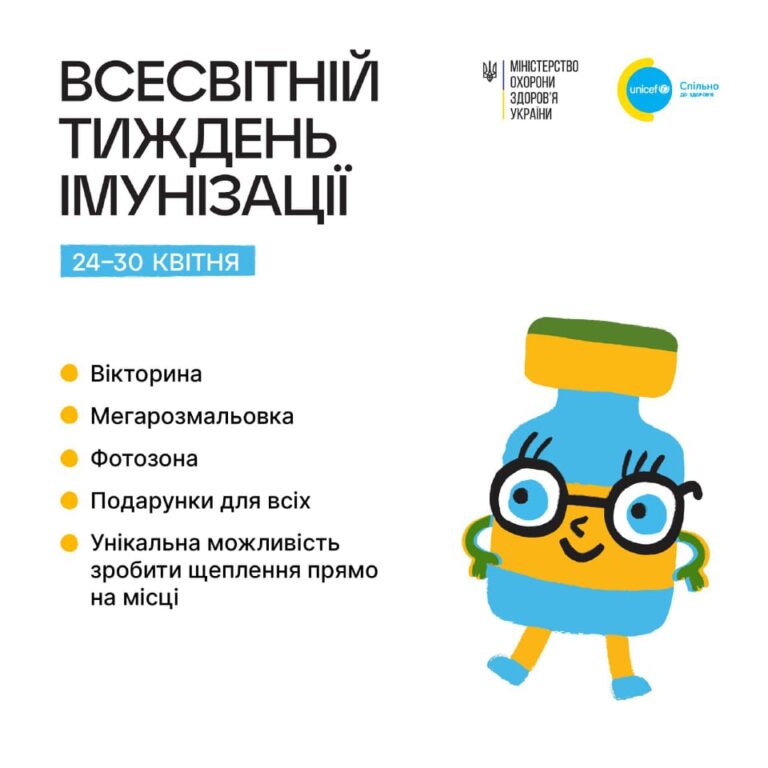 ВСЕСВІТНІЙ
ТИЖДЕНЬ
ІМУНІЗАЦІЇ
24–30 КВІТНЯ
МІНІСТЕРСТВО
ОХОРОНИ
ЗДОРОВ'Я
УКРАЇНИ
unicef
Спільно
до здоров'я
Вікторина
Мегарозмальовка
Фотозона
Подарунки для всіх
Унікальна можливість
зробити щеплення прямо
на місці